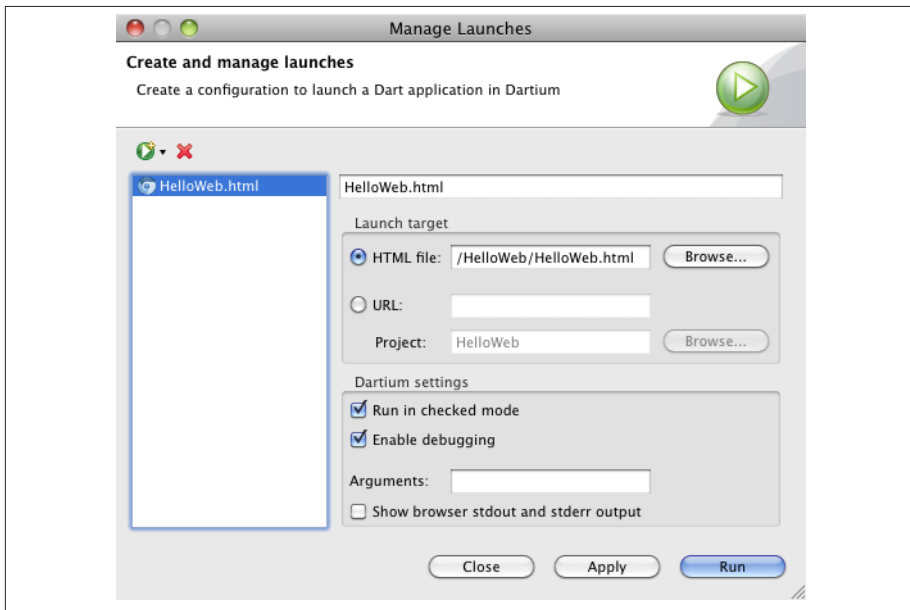 Manage Launches
Create and manage launches
Create a configuration to launch a Dart application in Dartium
HelloWeb.html
HelloWeb.html
Launch target
HTML file: /HelloWeb/HelloWeb.html Browse...
URL:
Project: HelloWeb Browse...
Dartium settings
Run in checked mode
Enable debugging
Arguments:
Show browser stdout and stderr output
Close Apply Run